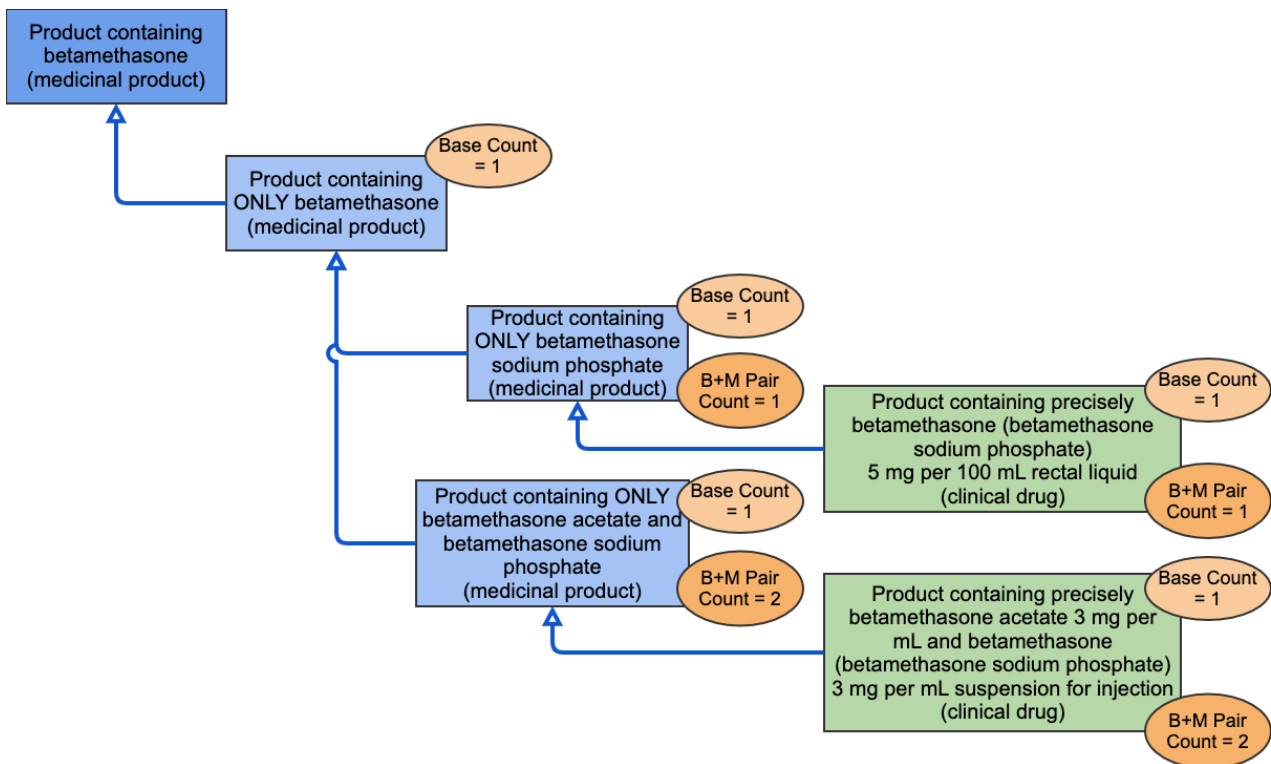 Product containing
betamethasone
(medicinal product)
Base Count
= 1
Product containing
ONLY betamethasone
(medicinal product)
Base Count
= 1
Product containing
ONLY betamethasone
sodium phosphate
(medicinal product)
B+M Pair
Count = 1
Base Count
= 1
Product containing precisely
betamethasone (betamethasone
sodium phosphate)
5 mg per 100 mL rectal liquid
(clinical drug)
B+M Pair
Count = 1
Base Count
= 1
Product containing ONLY
betamethasone acetate and
betamethasone sodium
phosphate
(medicinal product)
B+M Pair
Count = 2
Base Count
= 1
Product containing precisely
betamethasone acetate 3 mg per
mL and betamethasone
(betamethasone sodium phosphate)
3 mg per mL suspension for injection
(clinical drug)
B+M Pair
Count = 2